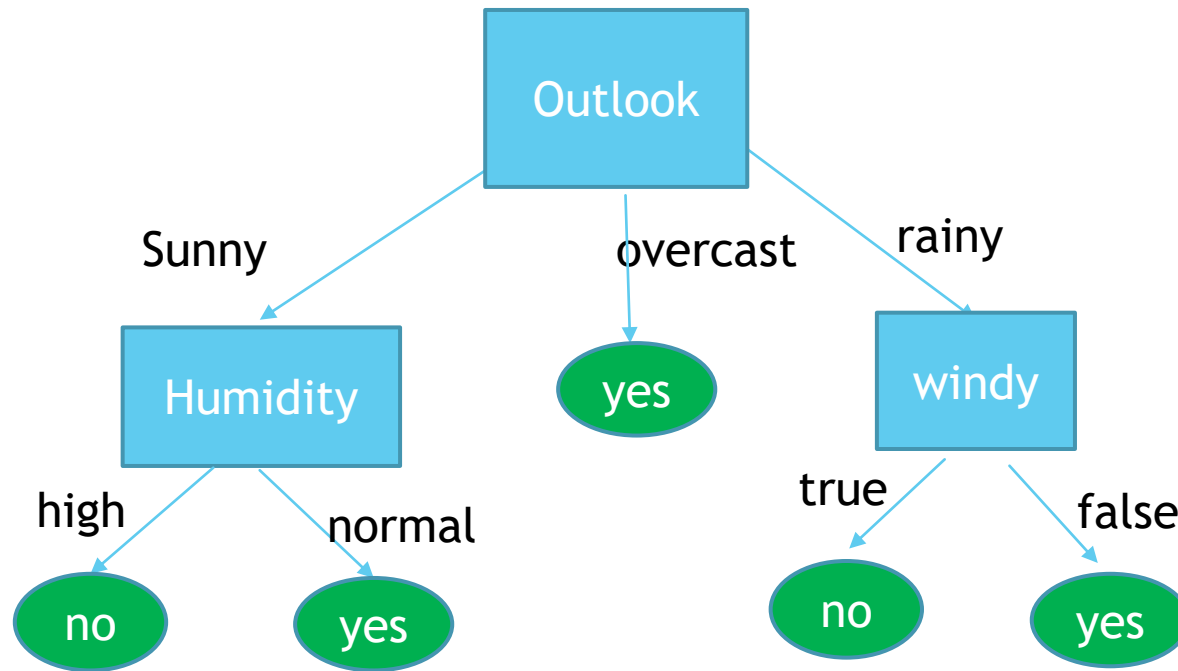 Outlook
Sunny
overcast
rainy
Humidity
yes
windy
high
normal
true
false
no
yes
no
yes